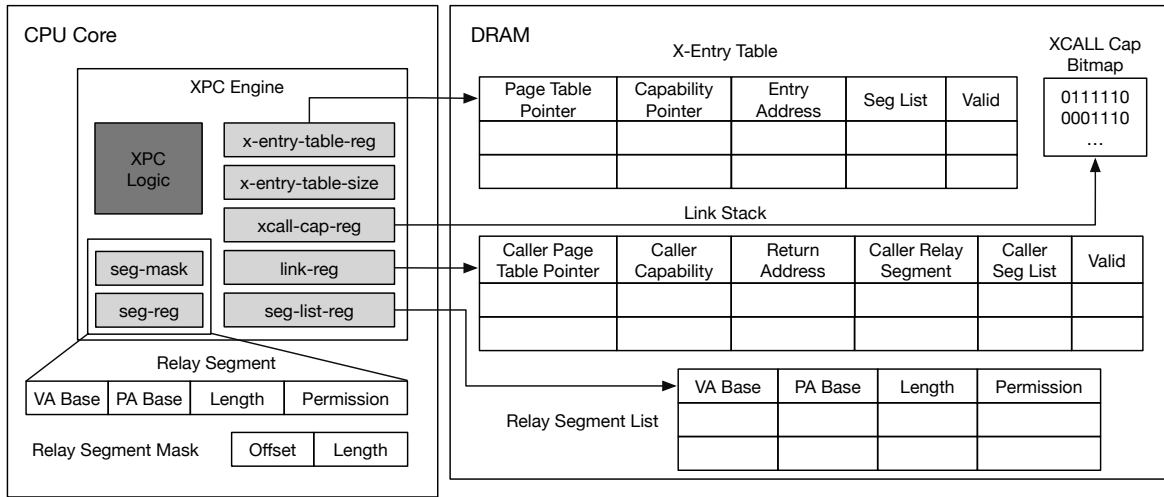 CPU Core
XPC Engine
XPC
Logic
x-entry-table-reg
x-entry-table-size
xcall-cap-reg
link-reg
seg-list-reg
seg-mask
seg-reg
Relay Segment
VA Base PA Base Length Permission
Relay Segment Mask Offset Length
DRAM
X-Entry Table
Page Table
Pointer
Capability
Pointer
Entry
Address
Seg List
Valid
XCALL Cap
Bitmap
0111110
0001110
...
Link Stack
Caller Page
Table Pointer
Caller
Capability
Return
Address
Caller Relay
Segment
Caller
Seg List
Valid
VA Base PA Base Length Permission
Relay Segment List